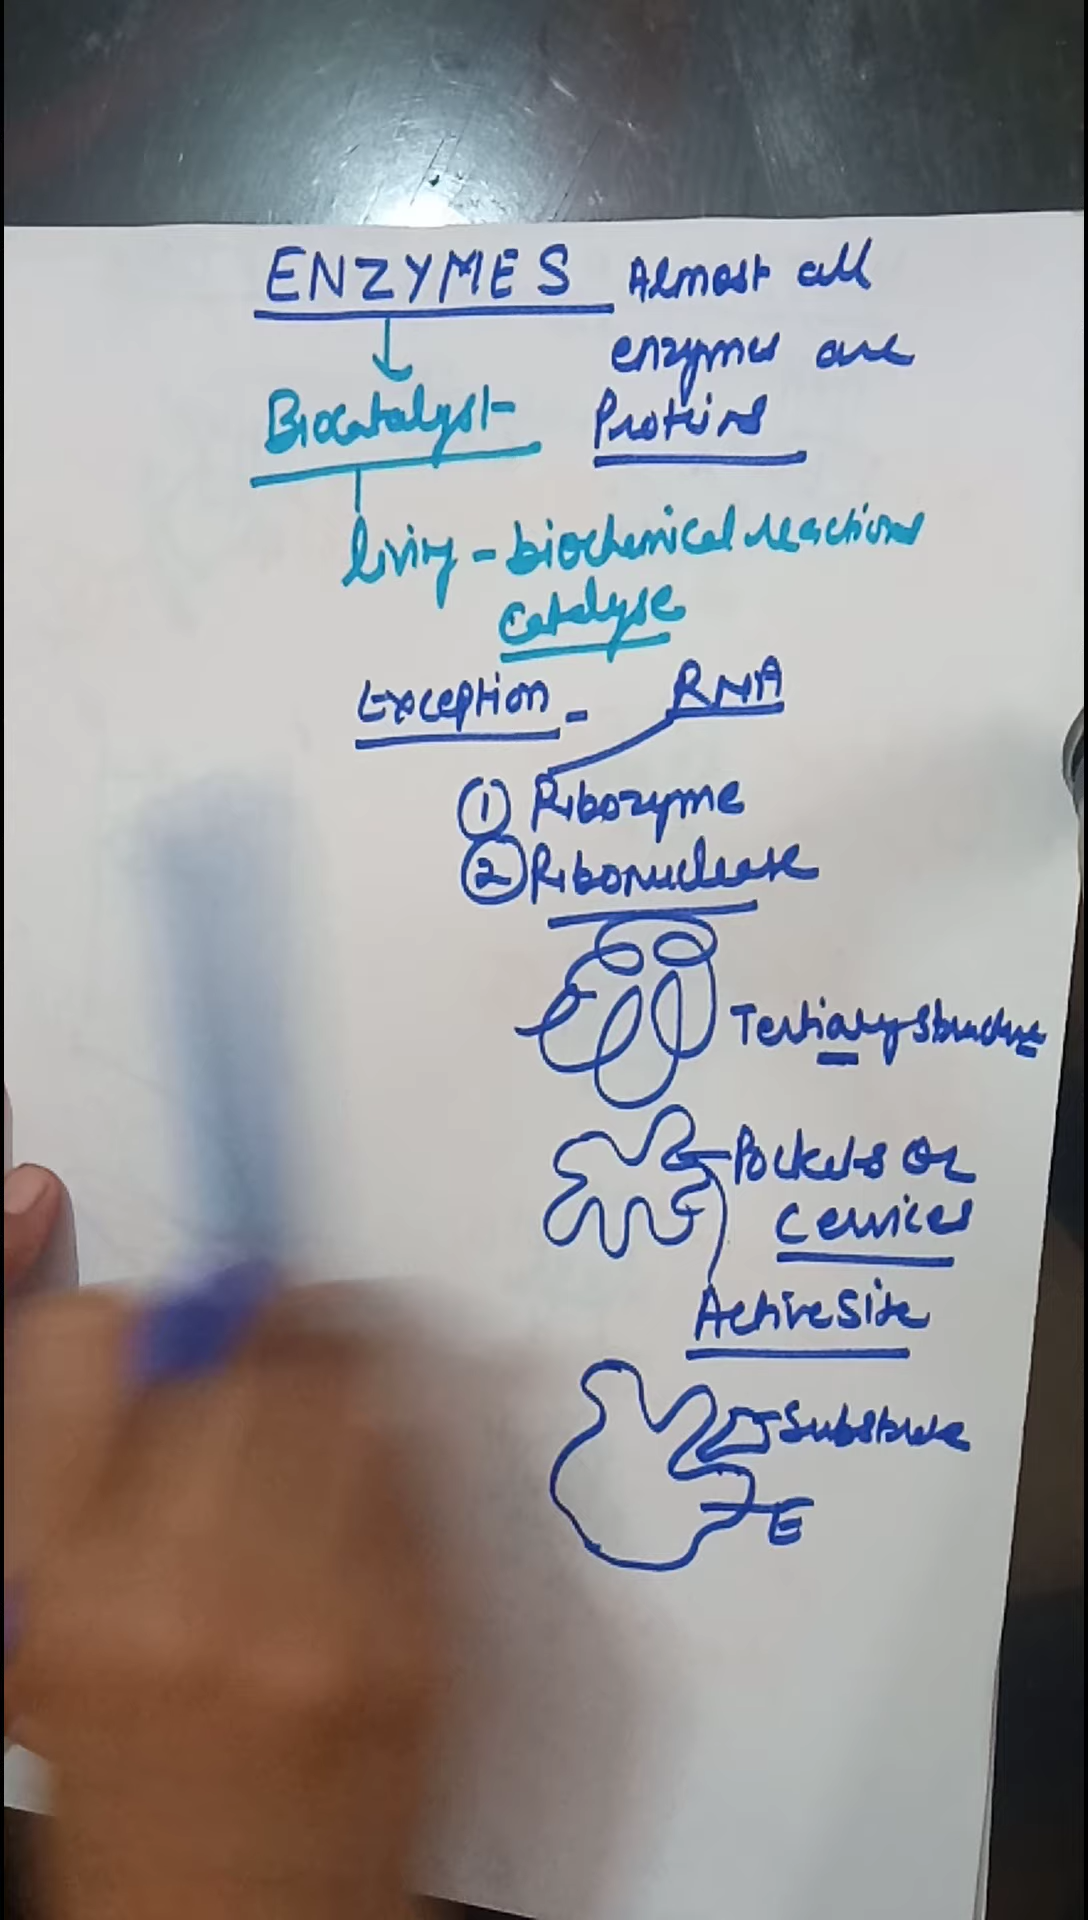 ENZYMES Almost all
enzymes are
Biocatalyst Proteins
living - biochemical reactions
Catalyse
Exception - RNA
① Ribozyme
② Ribonuclease
Tertiary structure
Pockets or
Cervices
Active Site
Substrate
E